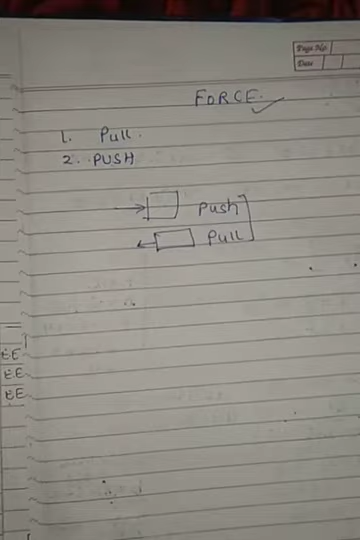 Page No.
Date
FORCE.
1. Pull.
2. PUSH
Push
Pull
EE
EE
EE